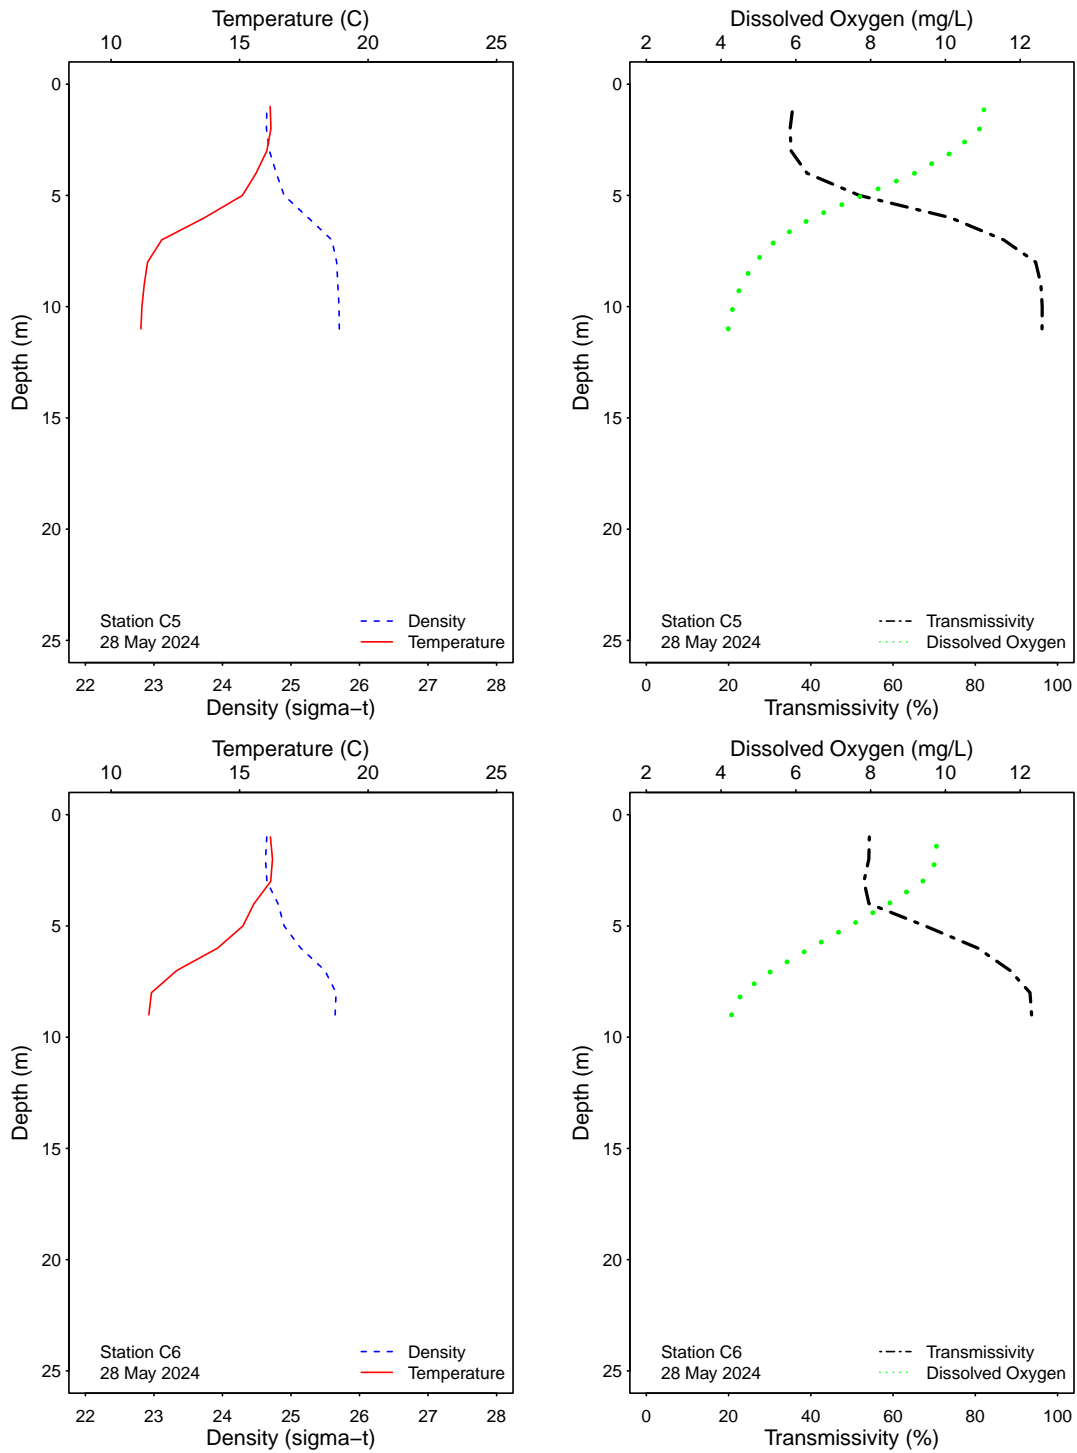 Temperature (C)
10 15 20 25
0
5
10
15
20
25
Depth (m)
Station C5
28 May 2024
Density
Temperature
22 23 24 25 26 27 28
Density (sigma−t)
Dissolved Oxygen (mg/L)
2 4 6 8 10 12
0
5
10
15
20
25
Depth (m)
Station C5
28 May 2024
Transmissivity
Dissolved Oxygen
0 20 40 60 80 100
Transmissivity (%)
Temperature (C)
10 15 20 25
0
5
10
15
20
25
Depth (m)
Station C6
28 May 2024
Density
Temperature
22 23 24 25 26 27 28
Density (sigma−t)
Dissolved Oxygen (mg/L)
2 4 6 8 10 12
0
5
10
15
20
25
Depth (m)
Station C6
28 May 2024
Transmissivity
Dissolved Oxygen
0 20 40 60 80 100
Transmissivity (%)